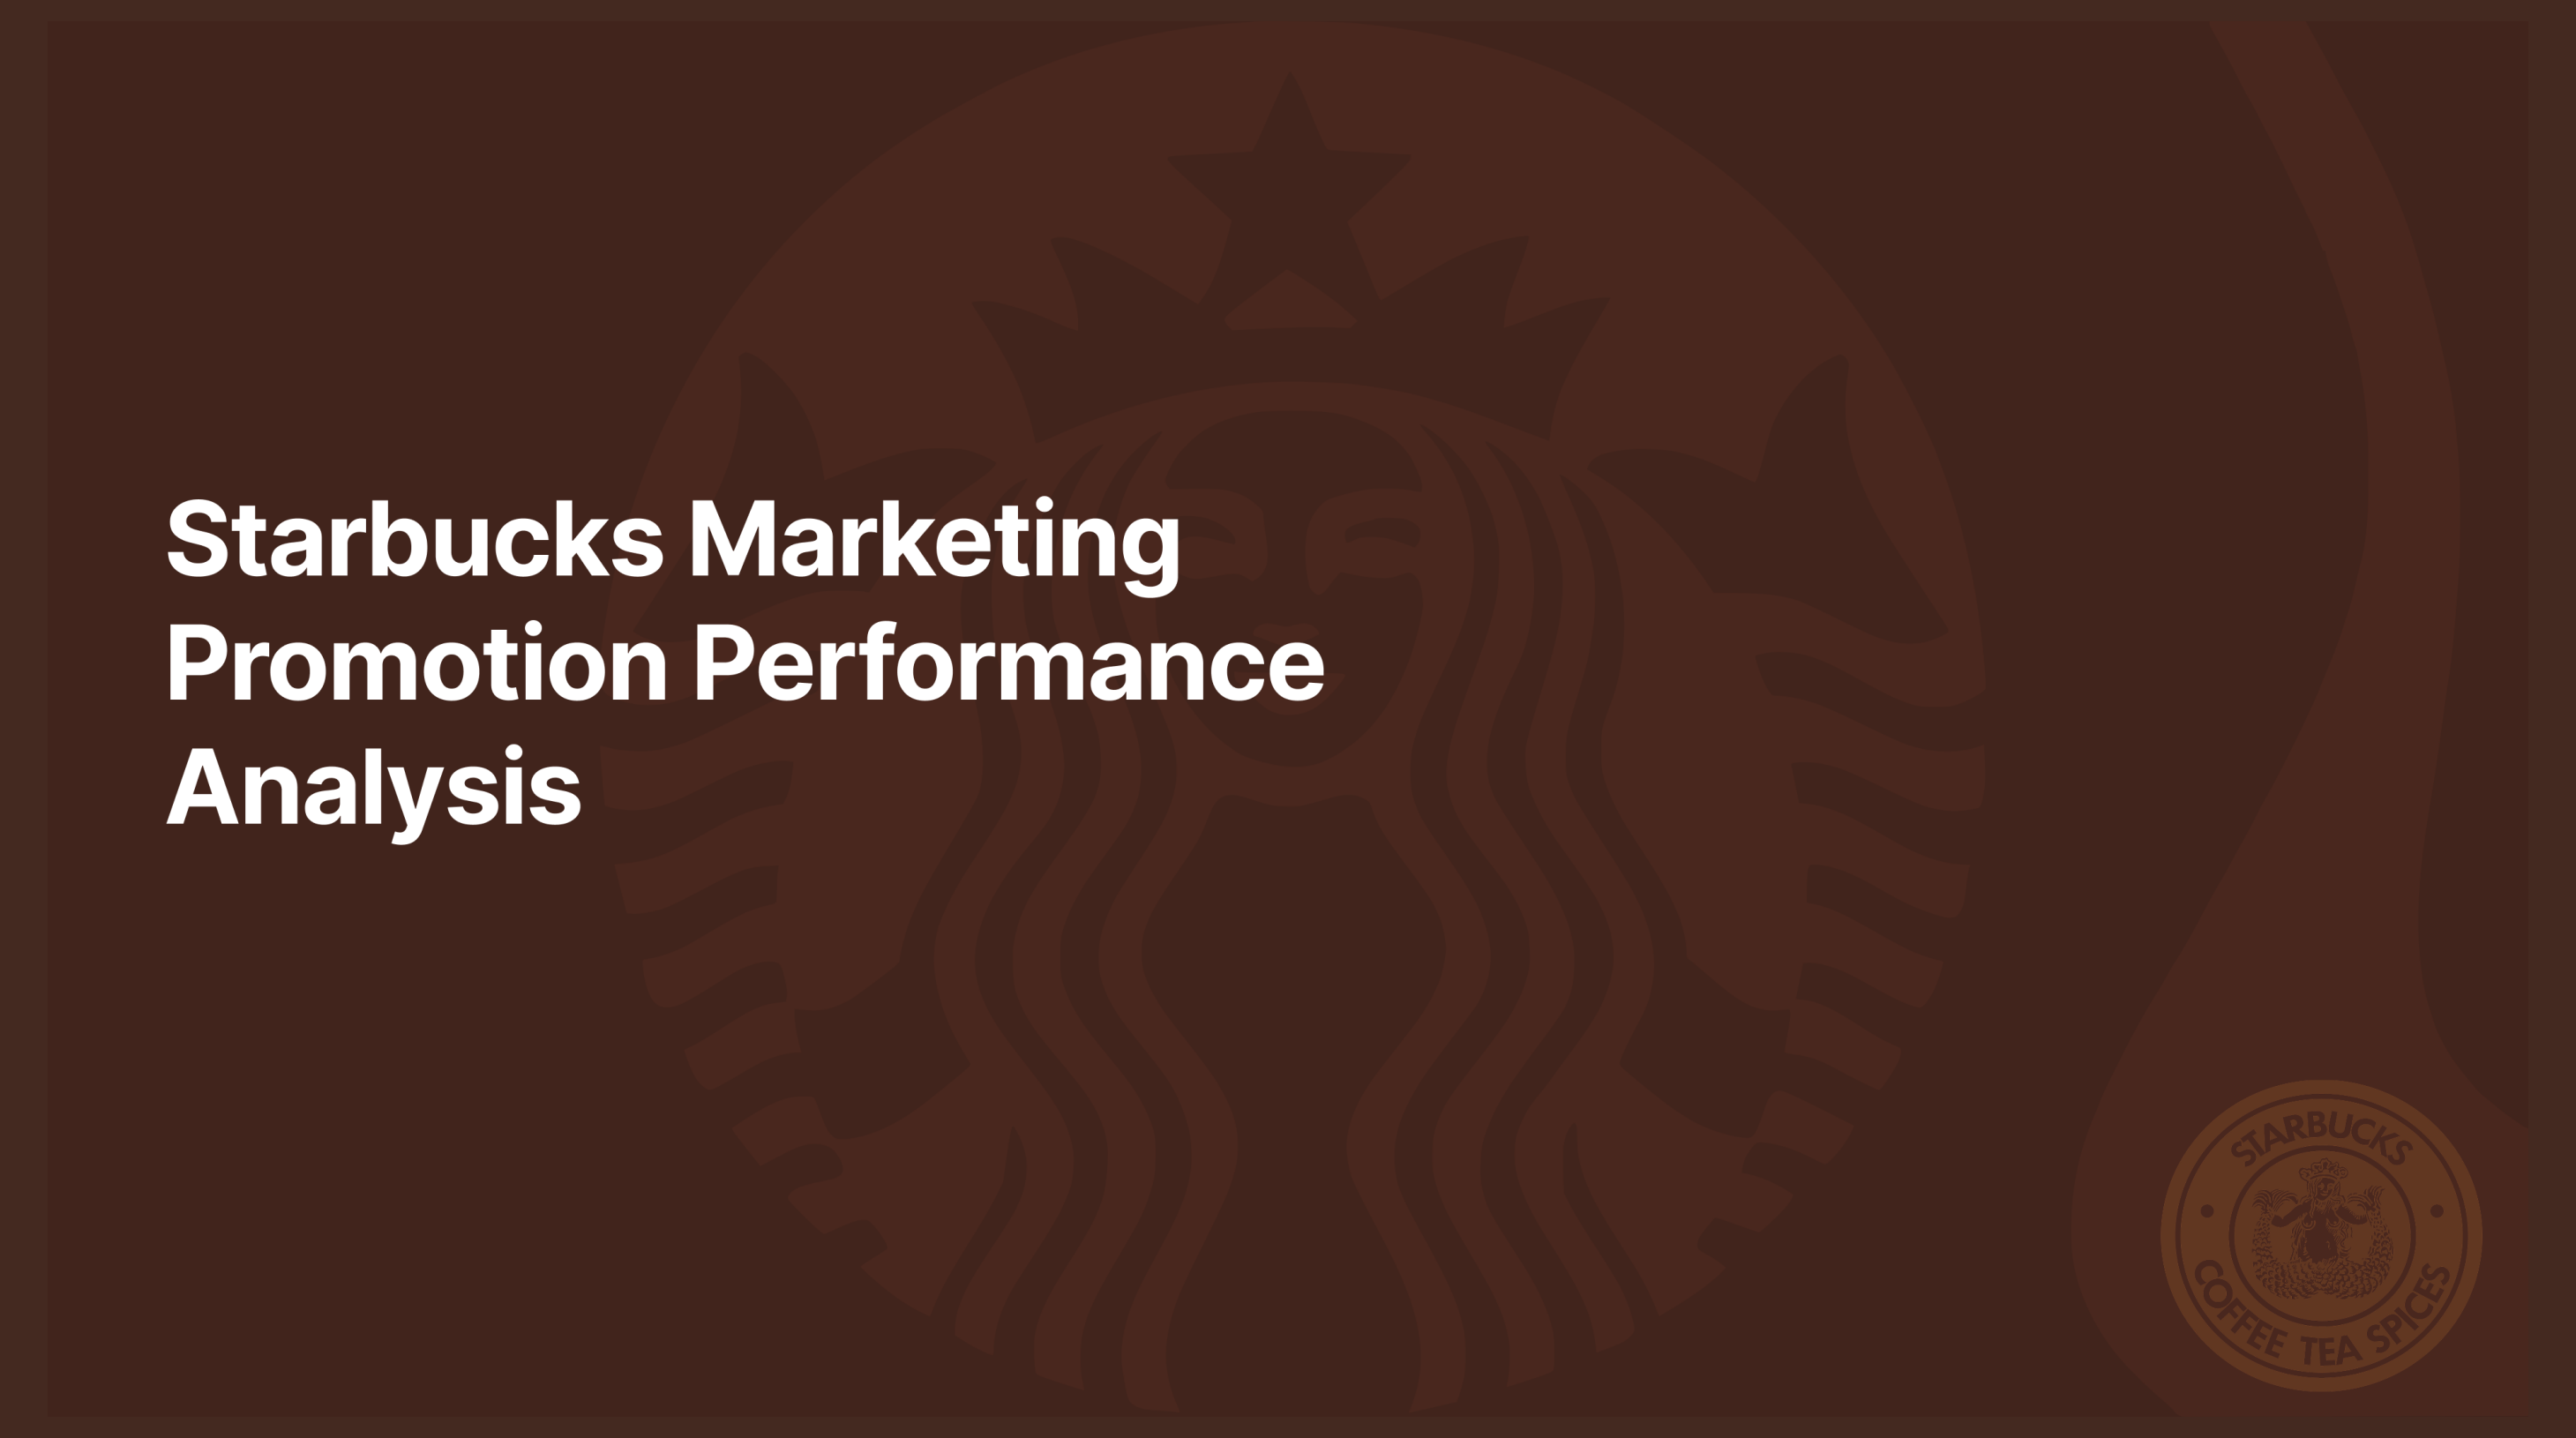 Starbucks Marketing
Promotion Performance
Analysis
STARBUCKS
COFFEE TEA SPICES